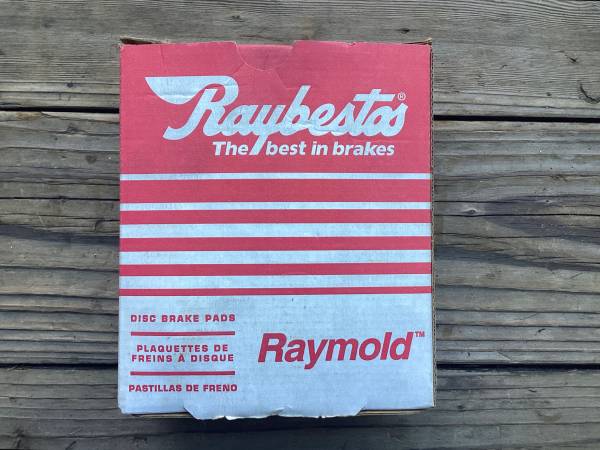 Raybestos®
The best in brakes
DISC BRAKE PADS
PLAQUETTES DE
FREINS À DISQUE
PASTILLAS DE FRENO
Raymold™